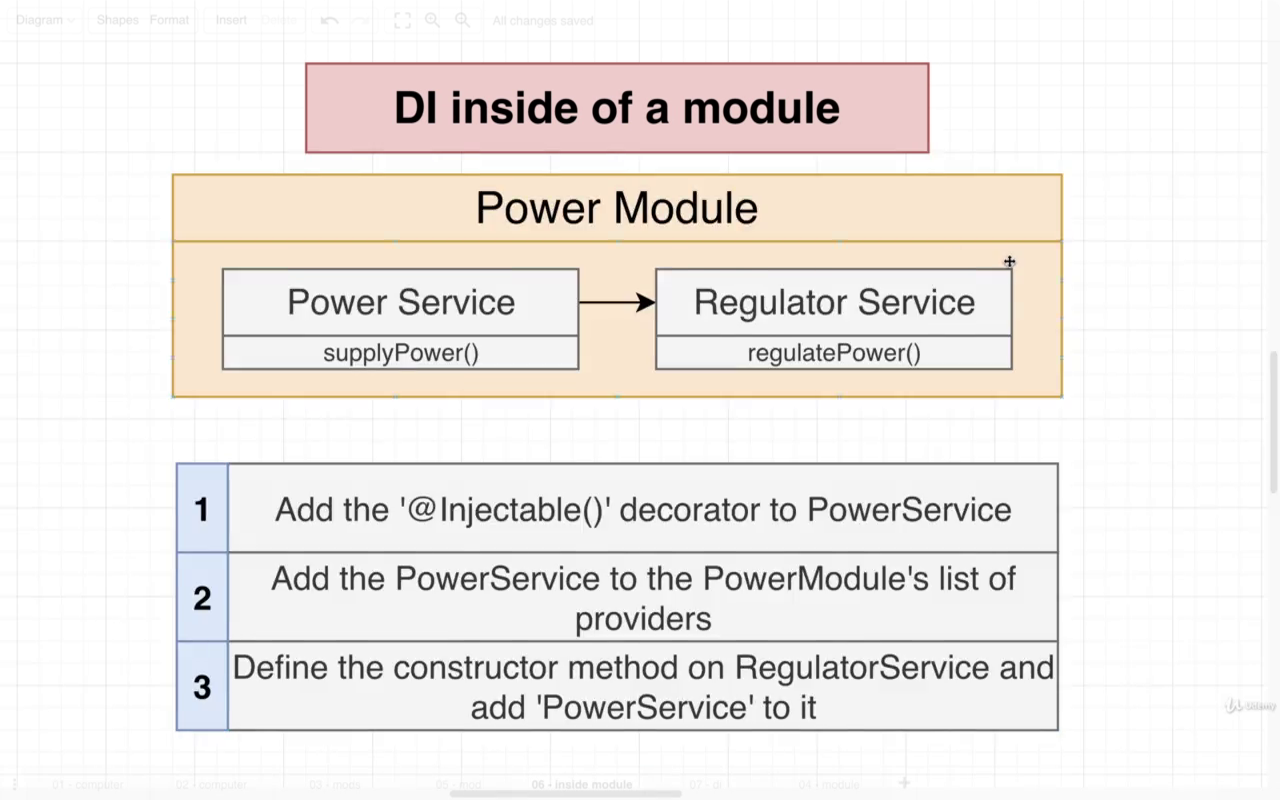 Diagram Shapes Format Insert Delete All changes saved
DI inside of a module
Power Module
Power Service
supplyPower()
Regulator Service
regulatePower()
1 Add the '@Injectable()' decorator to PowerService
2 Add the PowerService to the PowerModule's list of
providers
3 Define the constructor method on RegulatorService and
add 'PowerService' to it
Udemy
01 - computer 02 - computer 03 - mods 05 - mod 06 - inside module 07 - di 04 - module